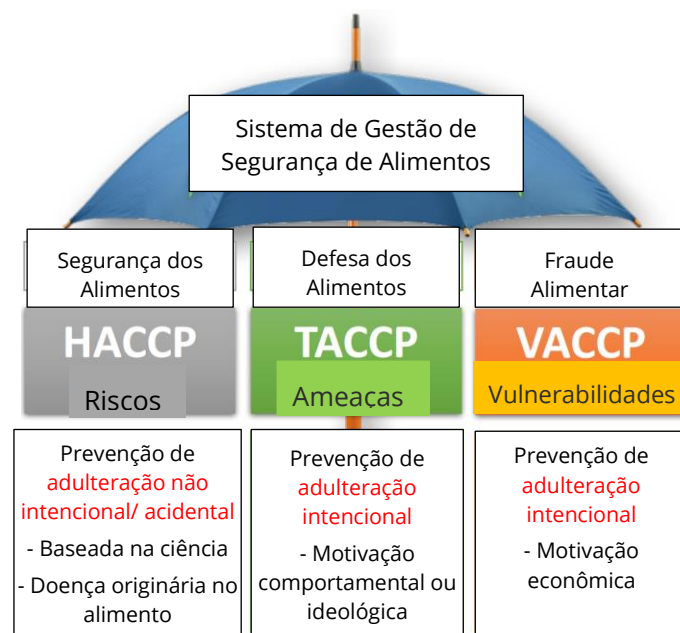 Sistema de Gestão de
Segurança de Alimentos
Segurança dos
Alimentos
HACCP
Riscos
Prevenção de
adulteração não
intencional/ acidental
- Baseada na ciência
- Doença originária no
alimento
Defesa dos
Alimentos
TACCP
Ameaças
Prevenção de
adulteração
intencional
- Motivação
comportamental ou
ideológica
Fraude
Alimentar
VACCP
Vulnerabilidades
Prevenção de
adulteração
intencional
- Motivação
econômica